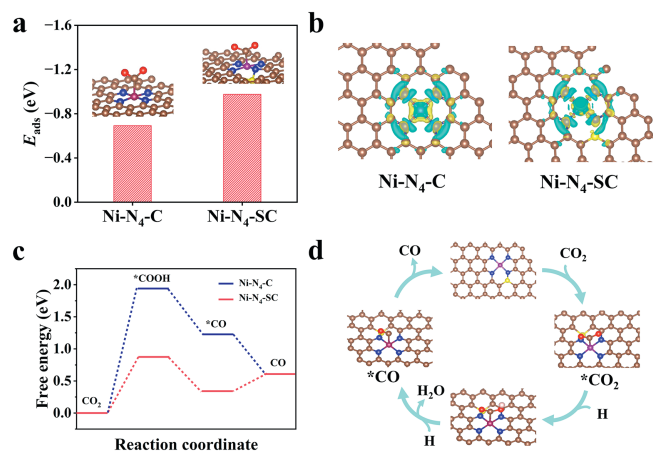 a
E_ads (eV)
−1.6
−1.2
−0.8
−0.4
0.0
Ni-N₄-C
Ni-N₄-SC
b
Ni-N₄-C
Ni-N₄-SC
c
Free energy (eV)
2.0
1.5
1.0
0.5
0.0
*COOH
Ni-N₄-C
Ni-N₄-SC
*CO
CO
CO₂
Reaction coordinate
d
CO
CO₂
*CO
*CO₂
H₂O
H
H